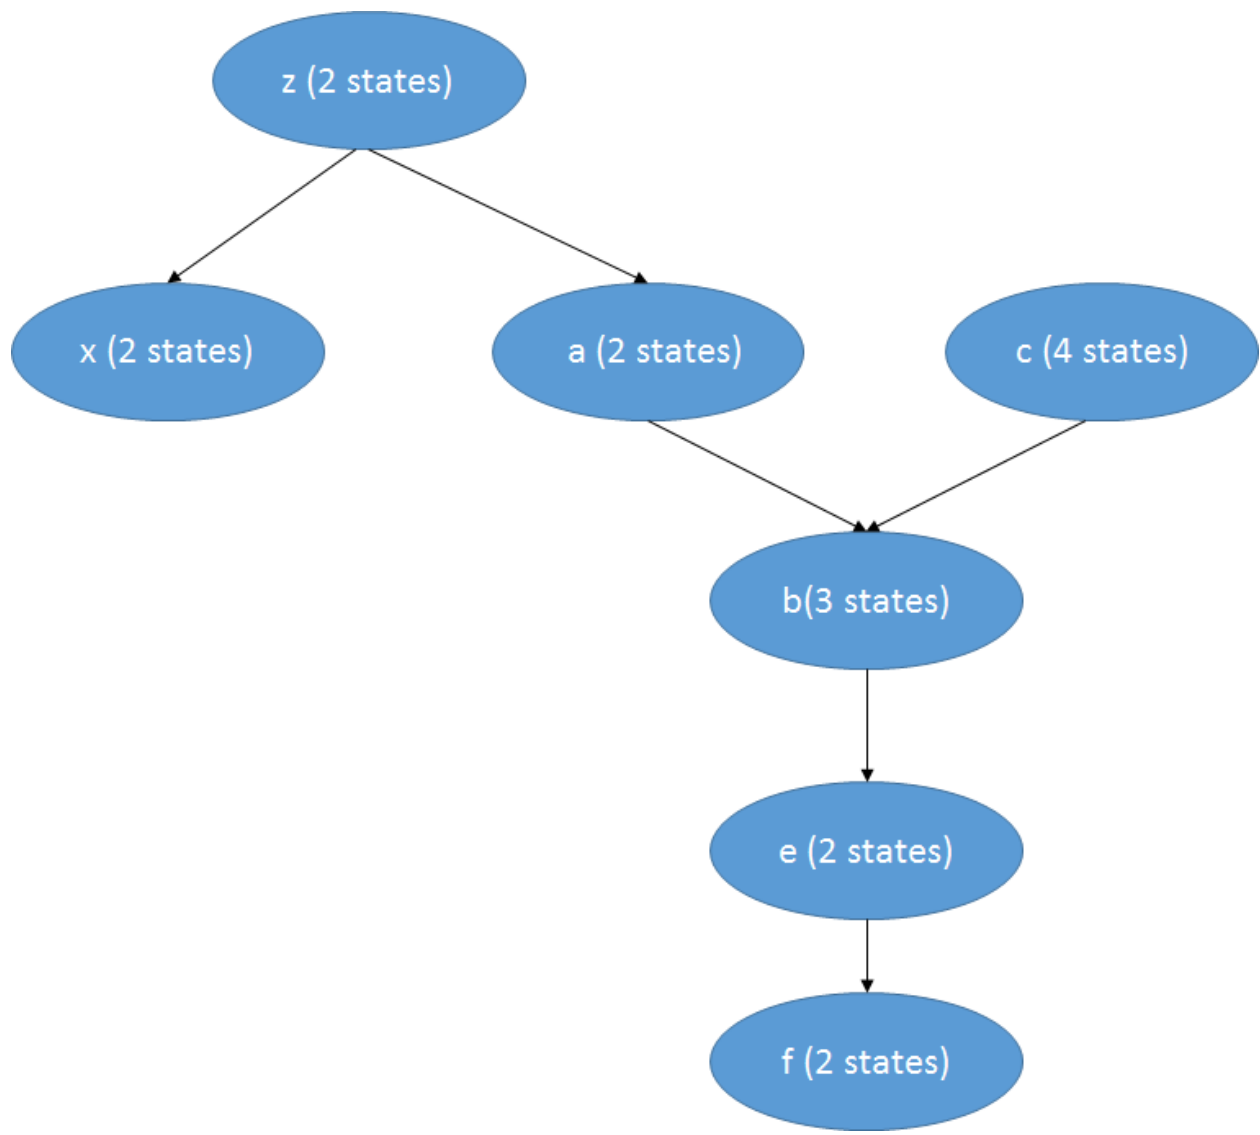 z (2 states)
x (2 states)
a (2 states)
c (4 states)
b(3 states)
e (2 states)
f (2 states)